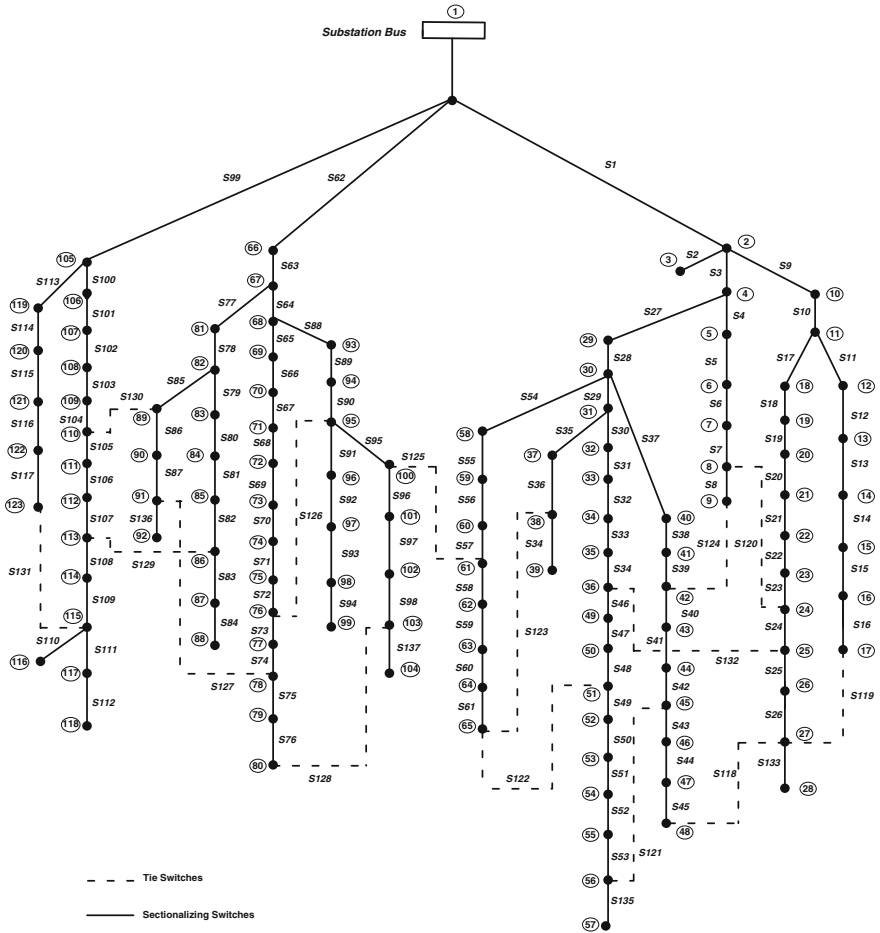 1
Substation Bus
S1
S99
S62
2
S2
3
S3
S9
66
S63
105
67
S113
S100
S27
4
10
106
S77
S64
S4
S10
119
S101
81
68
S88
5
11
107
29
93
S114
S78
S65
S28
S5
S17
S11
120
S102
82
69
S89
30
108
94
6
18
12
S115
S103
S130
S85
S79
70
S66
S90
S54
S29
S37
S6
S18
S12
121
109
89
83
31
S67
95
58
7
19
13
S104
110
71
S116
S105
S86
S80
S68
S91
S95
S125
S55
S35
S30
S7
S19
S13
122
111
90
84
72
37
32
8
20
100
96
59
33
S117
S106
S87
S81
S69
S92
S96
S56
S36
S31
S8
S20
14
123
112
91
85
73
S126
101
97
60
38
S32
34
40
9
21
S14
S107
S136
S82
S70
S97
S57
S34
S33
S38
S124
S120
S21
113
92
74
35
41
22
15
S131
S129
86
S108
S71
S93
61
39
S34
S39
S22
S15
114
75
98
102
36
42
23
16
S83
S72
S58
S46
S40
S23
87
76
62
49
24
S109
S94
S98
S59
S123
S47
S41
43
S24
S16
115
S84
S73
99
103
63
50
S132
25
17
S110
S111
88
77
116
117
S127
S74
S137
S60
S48
44
S42
S25
S119
78
104
64
51
26
S112
S75
S61
S49
45
S26
118
79
65
52
S43
46
27
S76
S50
S44
S118
S133
80
S128
S122
53
47
28
S51
54
S45
S52
48
55
S53
S121
56
S135
57
Tie Switches
Sectionalizing Switches